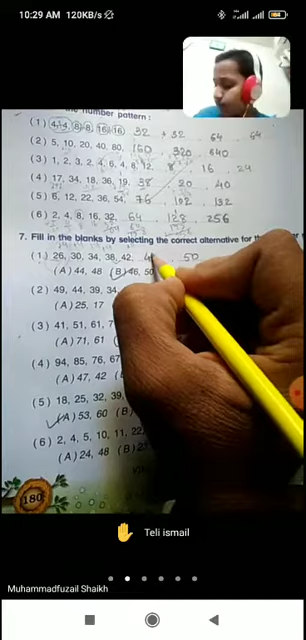 10:29 AM 120KB/s
64
the number pattern :
(1) 4, 4, 8, 8, 16, 16, 32, 32, 64, 64
(2) 5, 10, 20, 40, 80, 160, 320, 640
(3) 1, 2, 3, 2, 4, 6, 4, 8, 12, 8, 16, 24
(4) 17, 34, 18, 36, 19, 38, 20, 40
(5) 6, 12, 22, 36, 54, 76, 102, 132
(6) 2, 4, 8, 16, 32, 64, 128, 256
7. Fill in the blanks by selecting the correct alternative for
(1) 26, 30, 34, 38, 42, 50
(A) 44, 48 (B) 46, 50
(2) 49, 44, 39, 34
(A) 25, 17
(3) 41, 51, 61, 7
(A) 71, 61 (
(4) 94, 85, 76, 67
(A) 47, 42 (
(5) 18, 25, 32, 39,
(A) 53, 60 (B)
(6) 2, 4, 5, 10, 11, 22,
(A) 24, 48 (B) 2
180
Teli ismail
Muhammadfuzail Shaikh